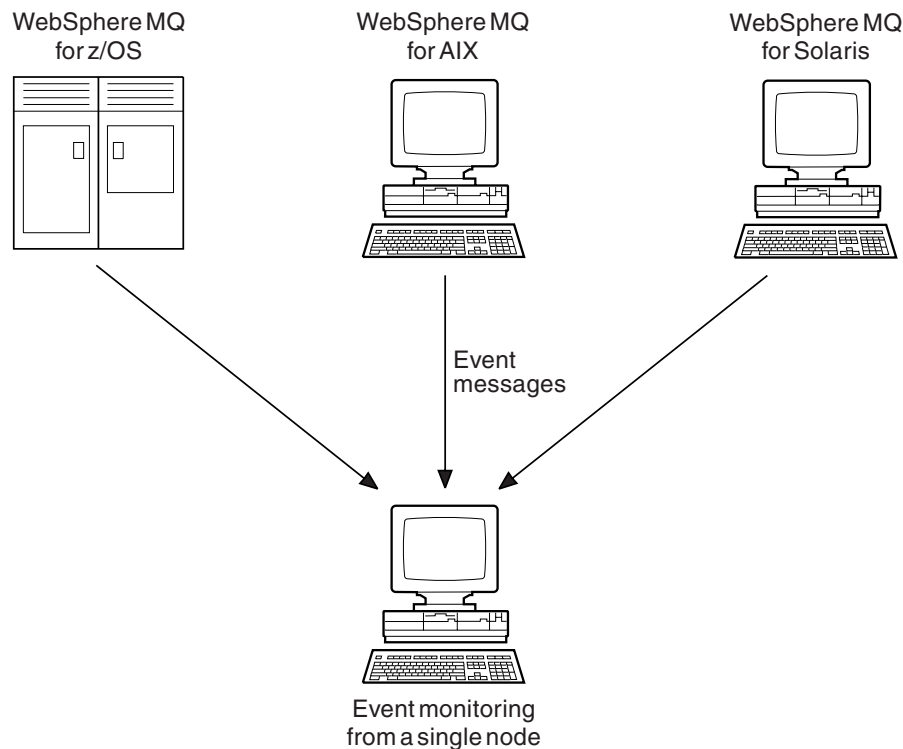 WebSphere MQ
for z/OS
WebSphere MQ
for AIX
WebSphere MQ
for Solaris
Event
messages
Event monitoring
from a single node